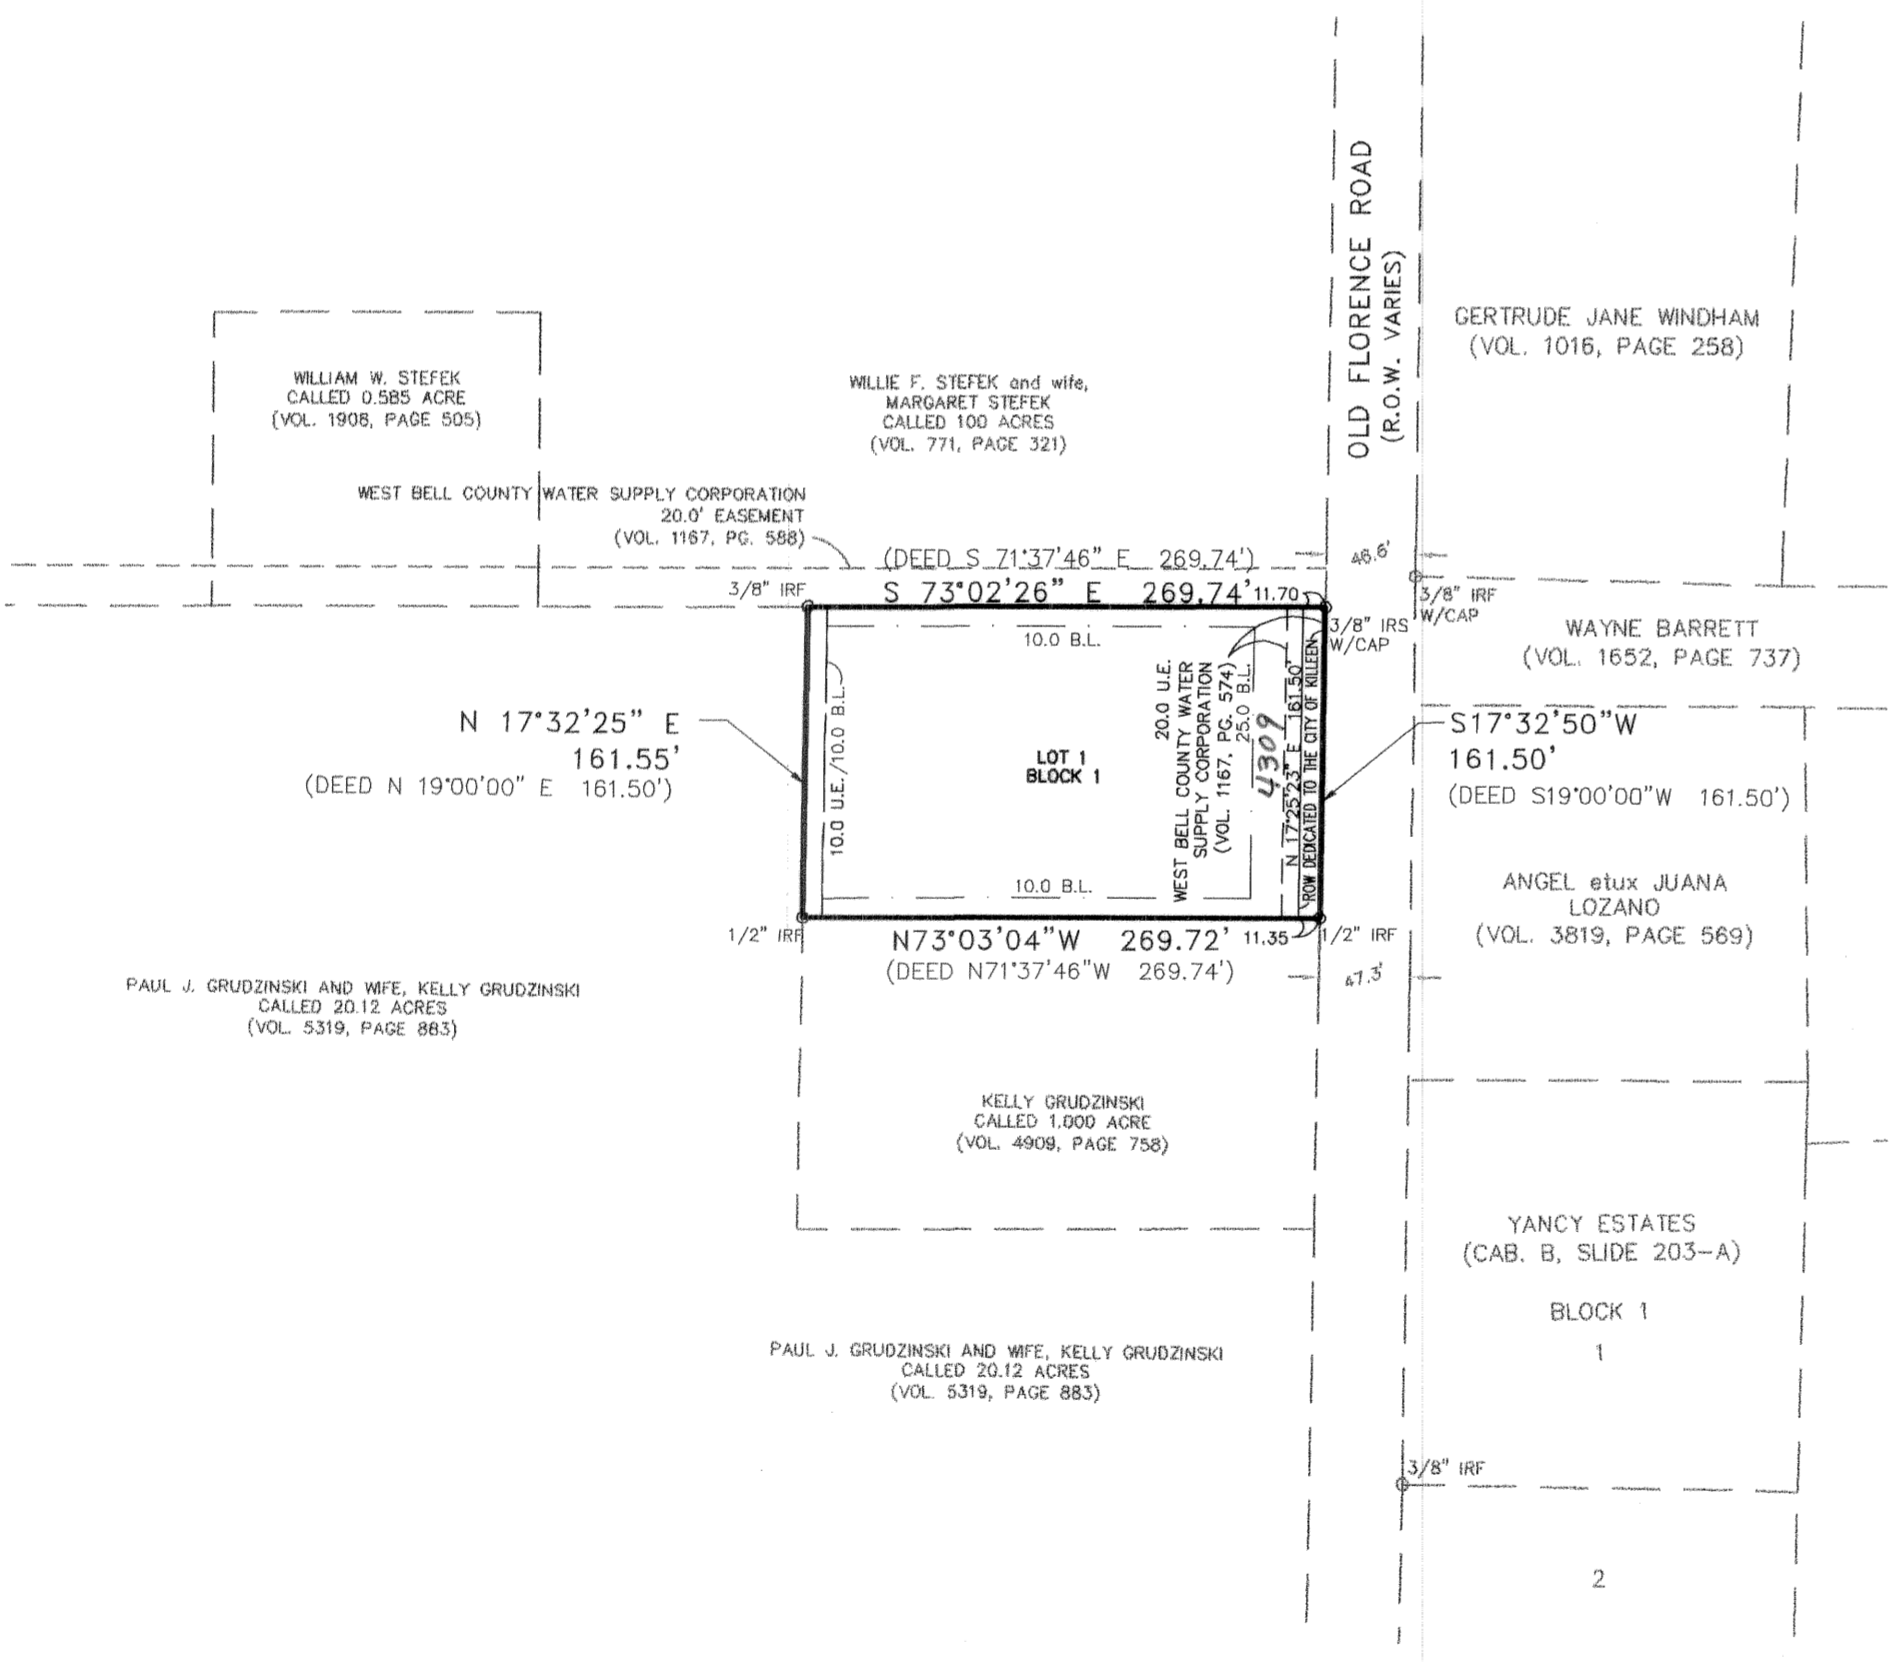 OLD FLORENCE ROAD
(R.O.W. VARIES)
GERTRUDE JANE WINDHAM
(VOL. 1016, PAGE 258)
WILLIAM W. STEFEK
CALLED 0.585 ACRE
(VOL. 1908, PAGE 505)
WILLIE F. STEFEK and wife,
MARGARET STEFEK
CALLED 100 ACRES
(VOL. 771, PAGE 321)
WEST BELL COUNTY WATER SUPPLY CORPORATION
20.0' EASEMENT
(VOL. 1167, PG. 588)
(DEED S 71°37'46" E 269.74')
46.6'
3/8" IRF
S 73°02'26" E 269.74'
11.70
3/8" IRF
W/CAP
3/8" IRS
W/CAP
WAYNE BARRETT
(VOL. 1652, PAGE 737)
10.0 B.L.
N 17°32'25" E
161.55'
(DEED N 19°00'00" E 161.50')
10.0 U.E./10.0 B.L.
LOT 1
BLOCK 1
20.0 U.E.
WEST BELL COUNTY WATER
SUPPLY CORPORATION
(VOL. 1167, PG. 574)
25.0 B.L.
4309
N 17°25'23" E 161.50'
ROW DEDICATED TO THE CITY OF KILLEEN
S17°32'50"W
161.50'
(DEED S19°00'00"W 161.50')
10.0 B.L.
ANGEL etux JUANA
LOZANO
(VOL. 3819, PAGE 569)
1/2" IRF
N73°03'04"W 269.72'
11.35
1/2" IRF
(DEED N71°37'46"W 269.74')
47.3'
PAUL J. GRUDZINSKI AND WIFE, KELLY GRUDZINSKI
CALLED 20.12 ACRES
(VOL. 5319, PAGE 883)
KELLY GRUDZINSKI
CALLED 1.000 ACRE
(VOL. 4909, PAGE 758)
YANCY ESTATES
(CAB. B, SLIDE 203-A)
BLOCK 1
1
PAUL J. GRUDZINSKI AND WIFE, KELLY GRUDZINSKI
CALLED 20.12 ACRES
(VOL. 5319, PAGE 883)
3/8" IRF
2